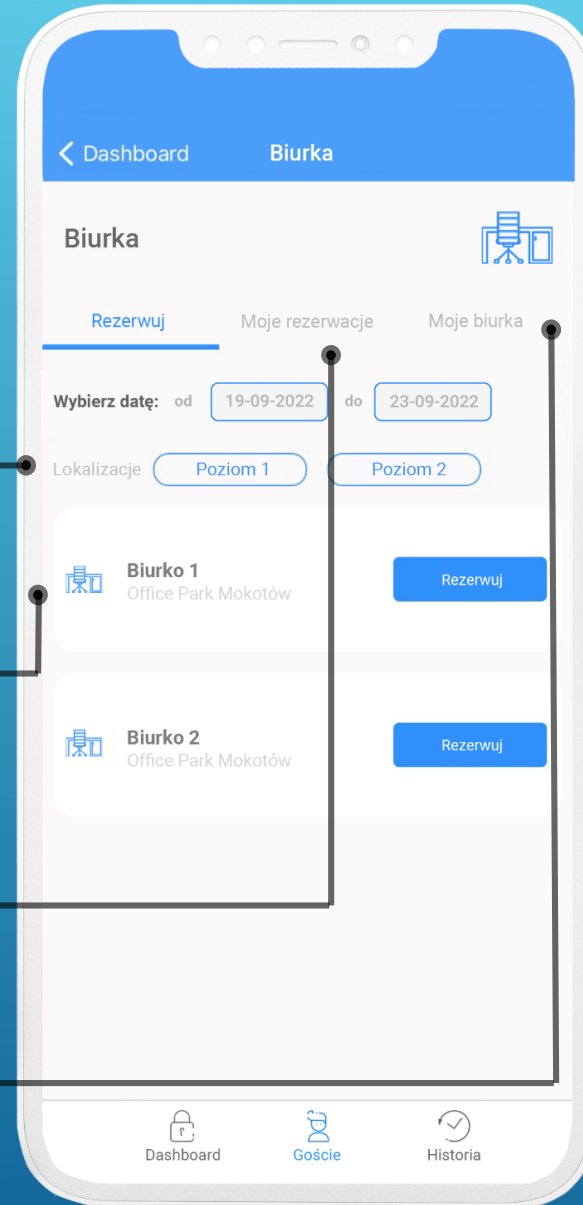 Dashboard Biurka
Biurka
Rezerwuj Moje rezerwacje Moje biurka
Wybierz datę: od 19-09-2022 do 23-09-2022
Lokalizacje Poziom 1 Poziom 2
Biurko 1
Office Park Mokotów
Rezerwuj
Biurko 2
Office Park Mokotów
Rezerwuj
Dashboard Goście Historia